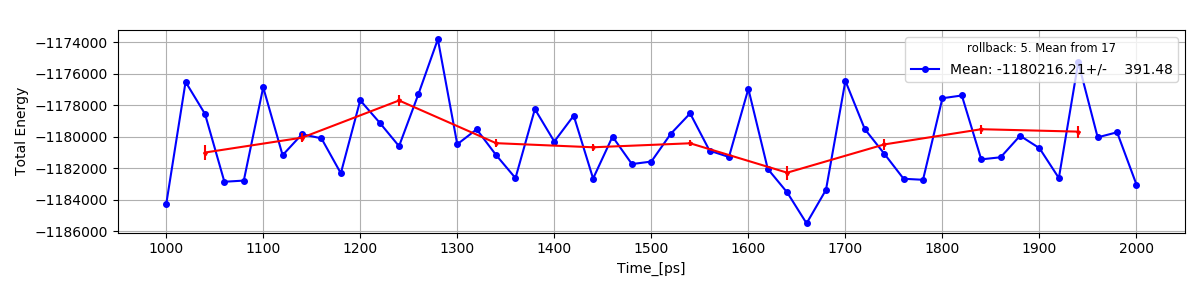 −1174000
−1176000
−1178000
−1180000
−1182000
−1184000
−1186000
Total Energy
rollback: 5. Mean from 17
Mean: -1180216.21+/-    391.48
1000 1100 1200 1300 1400 1500 1600 1700 1800 1900 2000
Time_[ps]